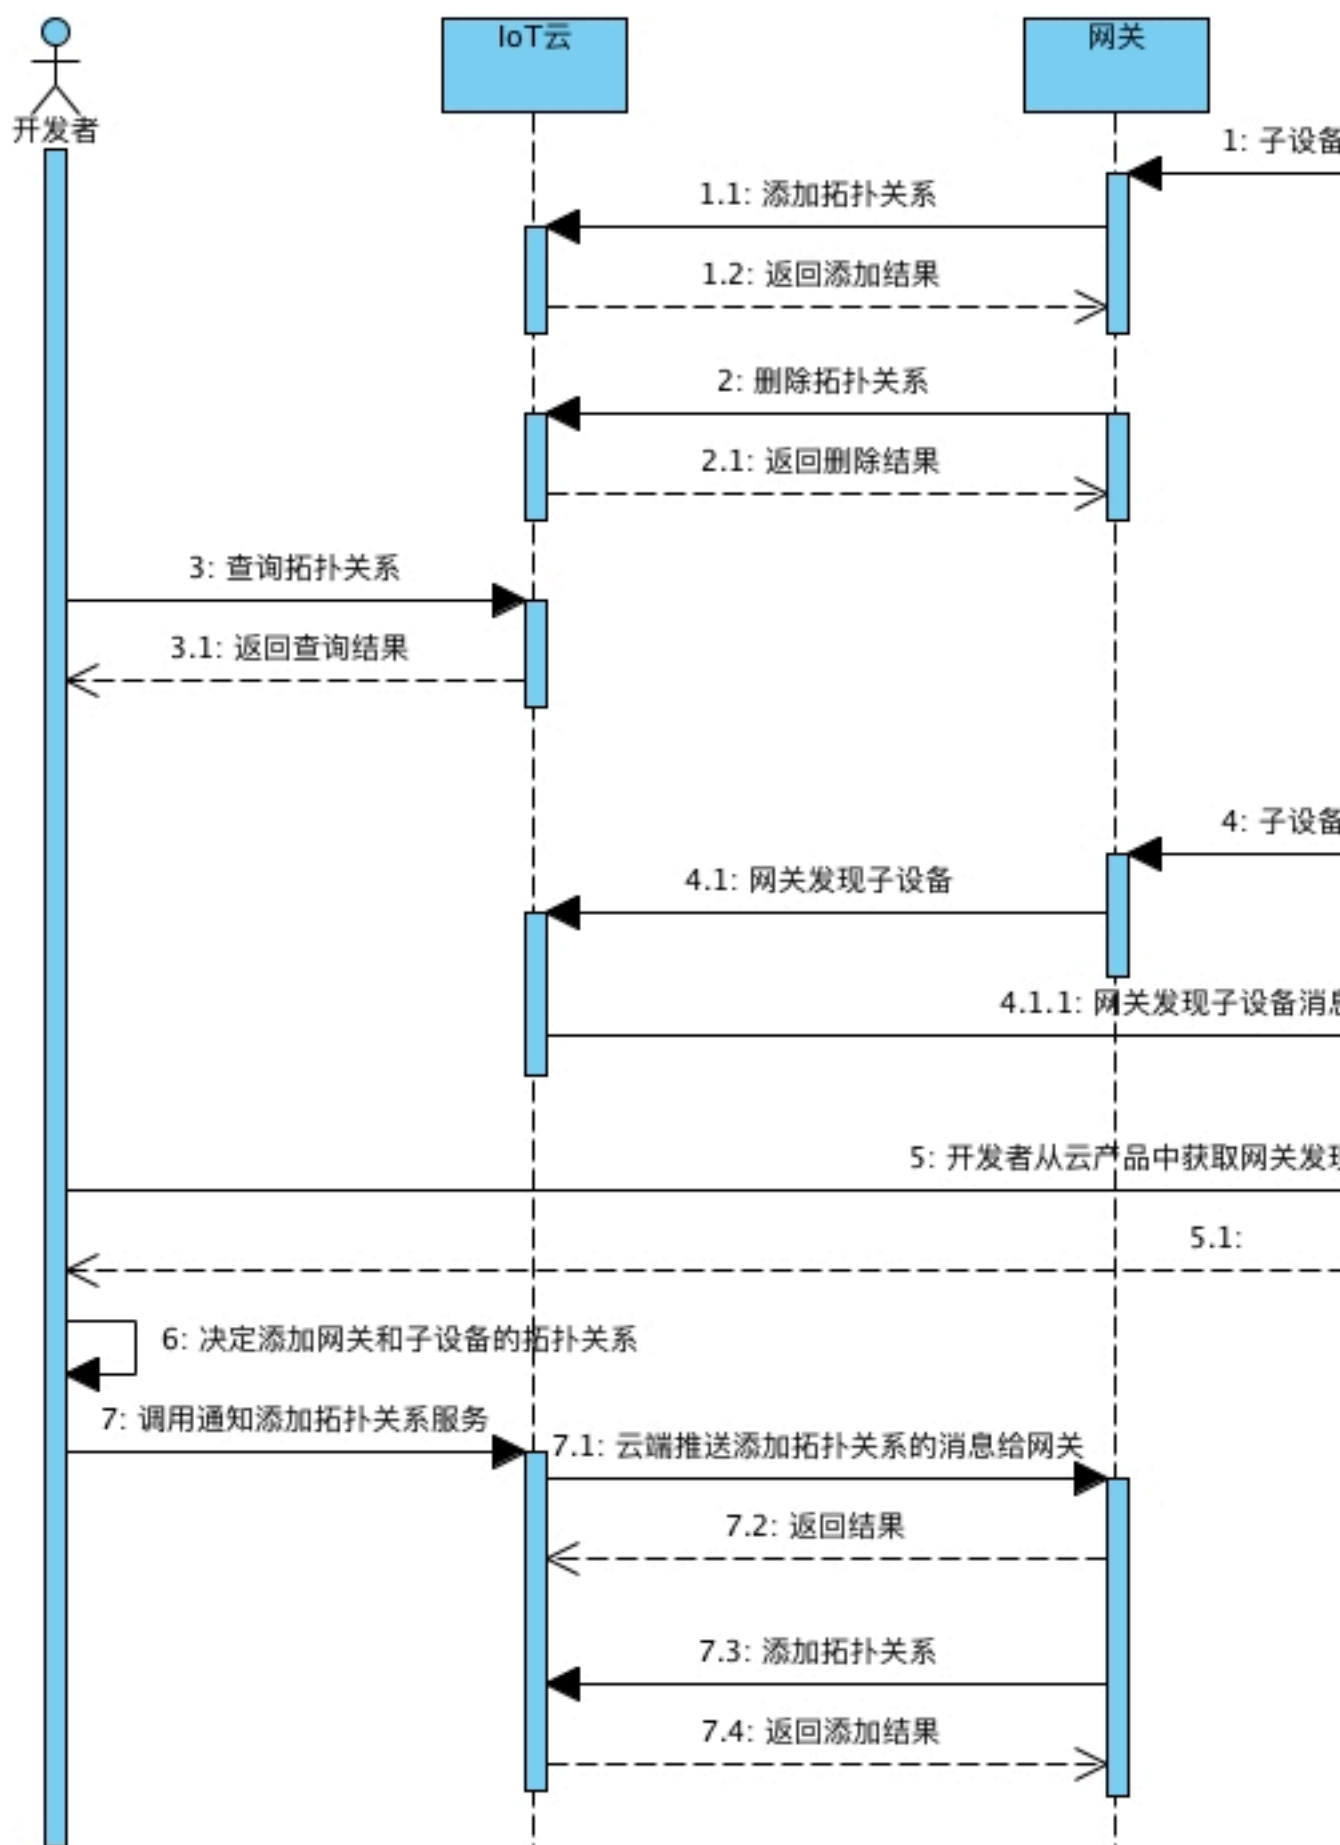 IoT云
网关
开发者
1: 子设备
1.1: 添加拓扑关系
1.2: 返回添加结果
2: 删除拓扑关系
2.1: 返回删除结果
3: 查询拓扑关系
3.1: 返回查询结果
4: 子设备
4.1: 网关发现子设备
4.1.1: 网关发现子设备消息
5: 开发者从云产品中获取网关发现
5.1:
6: 决定添加网关和子设备的拓扑关系
7: 调用通知添加拓扑关系服务
7.1: 云端推送添加拓扑关系的消息给网关
7.2: 返回结果
7.3: 添加拓扑关系
7.4: 返回添加结果